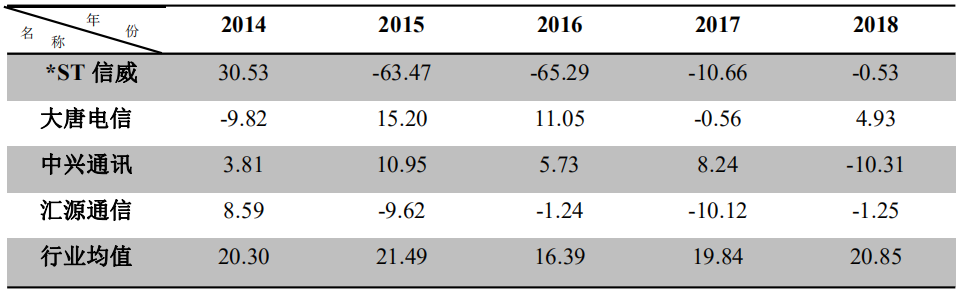 年份 名称 2014 2015 2016 2017 2018
*ST 信威 30.53 -63.47 -65.29 -10.66 -0.53
大唐电信 -9.82 15.20 11.05 -0.56 4.93
中兴通讯 3.81 10.95 5.73 8.24 -10.31
汇源通信 8.59 -9.62 -1.24 -10.12 -1.25
行业均值 20.30 21.49 16.39 19.84 20.85